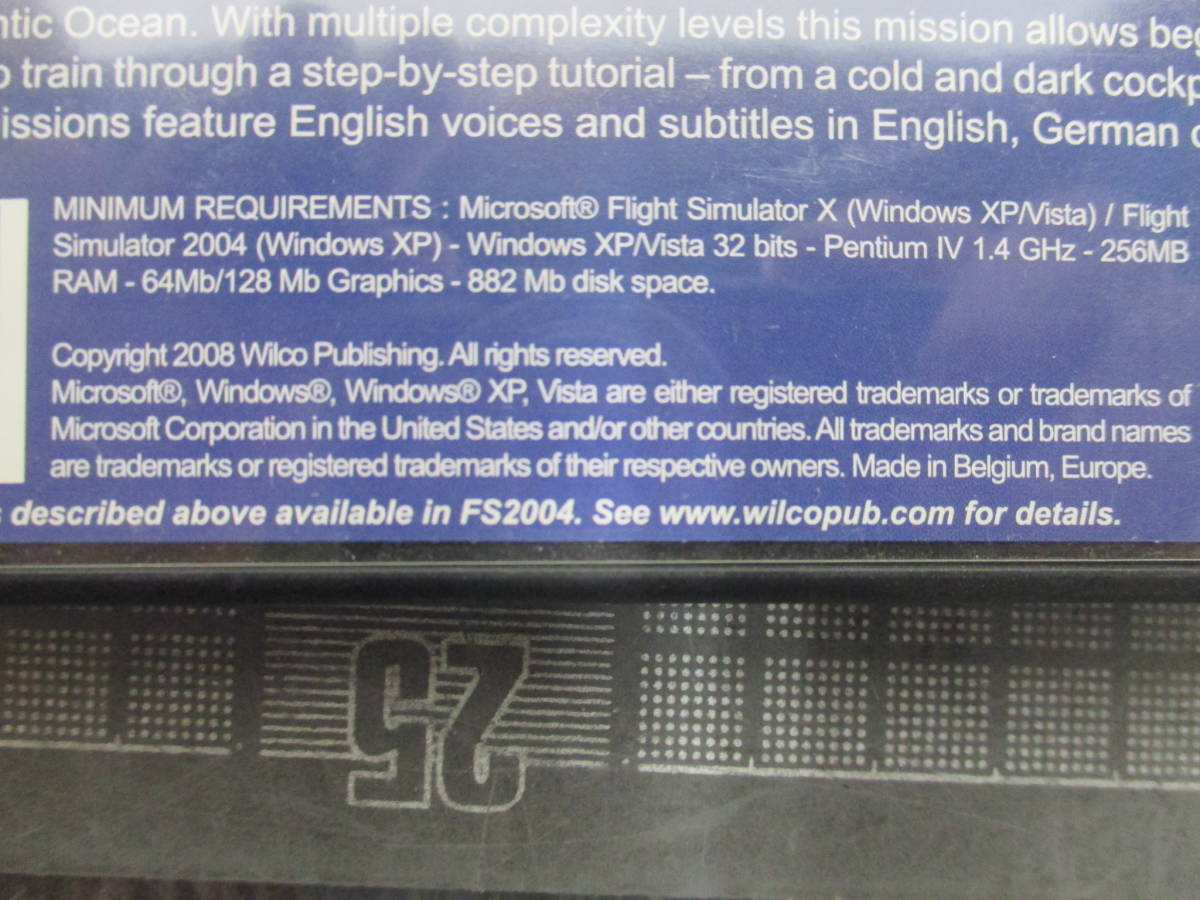 ntic Ocean. With multiple complexity levels this mission allows beg
o train through a step-by-step tutorial – from a cold and dark cockp
issions feature English voices and subtitles in English, German o
MINIMUM REQUIREMENTS : Microsoft® Flight Simulator X (Windows XP/Vista) / Flight
Simulator 2004 (Windows XP) - Windows XP/Vista 32 bits - Pentium IV 1.4 GHz - 256MB
RAM - 64Mb/128 Mb Graphics - 882 Mb disk space.
Copyright 2008 Wilco Publishing. All rights reserved.
Microsoft®, Windows®, Windows® XP, Vista are either registered trademarks or trademarks of
Microsoft Corporation in the United States and/or other countries. All trademarks and brand names
are trademarks or registered trademarks of their respective owners. Made in Belgium, Europe.
s described above available in FS2004. See www.wilcopub.com for details.
25